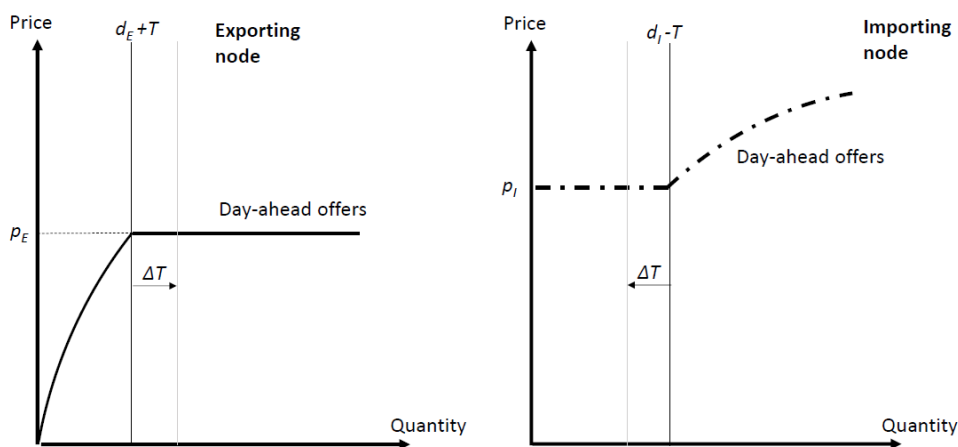 Price
d_E+T
Exporting
node
Day-ahead offers
p_E
ΔT
Quantity
Price
d_I-T
Importing
node
Day-ahead offers
p_I
ΔT
Quantity